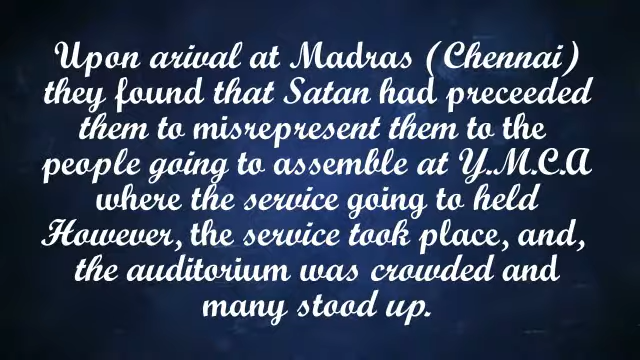 Upon arival at Madras (Chennai)
they found that Satan had preceeded
them to misrepresent them to the
people going to assemble at Y.M.C.A
where the service going to held
However, the service took place, and,
the auditorium was crowded and
many stood up.